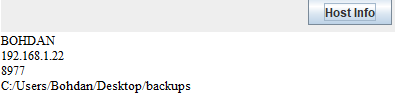 Host Info
BOHDAN
192.168.1.22
8977
C:/Users/Bohdan/Desktop/backups